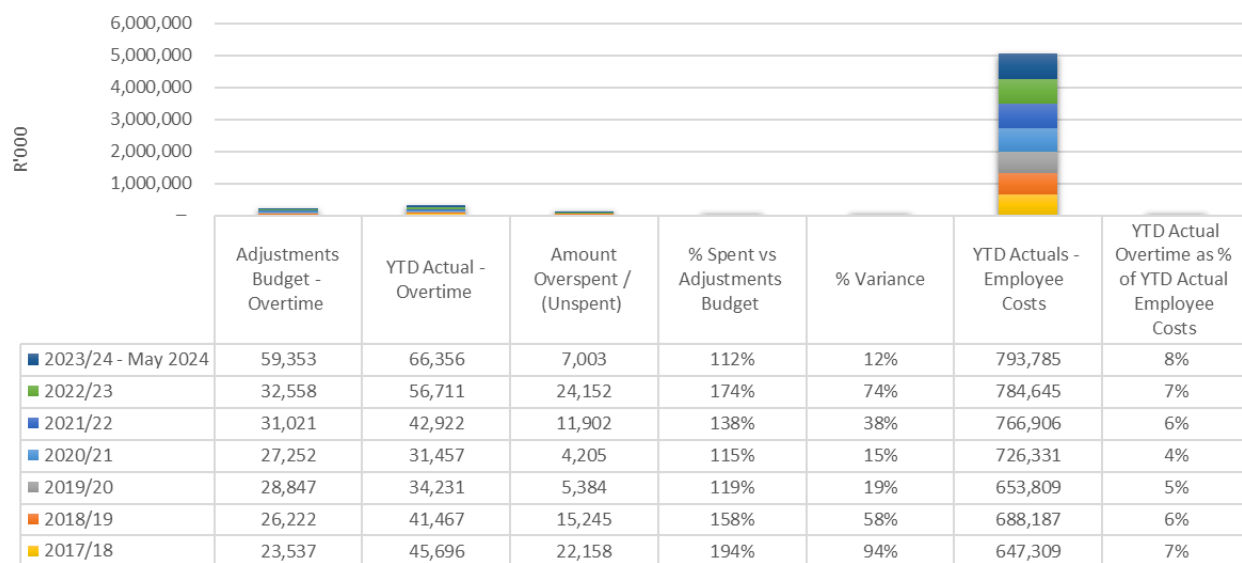 6,000,000
5,000,000
4,000,000
3,000,000
2,000,000
1,000,000
–
R'000
Adjustments Budget - Overtime
YTD Actual - Overtime
Amount Overspent / (Unspent)
% Spent vs Adjustments Budget
% Variance
YTD Actuals - Employee Costs
YTD Actual Overtime as % of YTD Actual Employee Costs
2023/24 - May 2024 59,353 66,356 7,003 112% 12% 793,785 8%
2022/23 32,558 56,711 24,152 174% 74% 784,645 7%
2021/22 31,021 42,922 11,902 138% 38% 766,906 6%
2020/21 27,252 31,457 4,205 115% 15% 726,331 4%
2019/20 28,847 34,231 5,384 119% 19% 653,809 5%
2018/19 26,222 41,467 15,245 158% 58% 688,187 6%
2017/18 23,537 45,696 22,158 194% 94% 647,309 7%